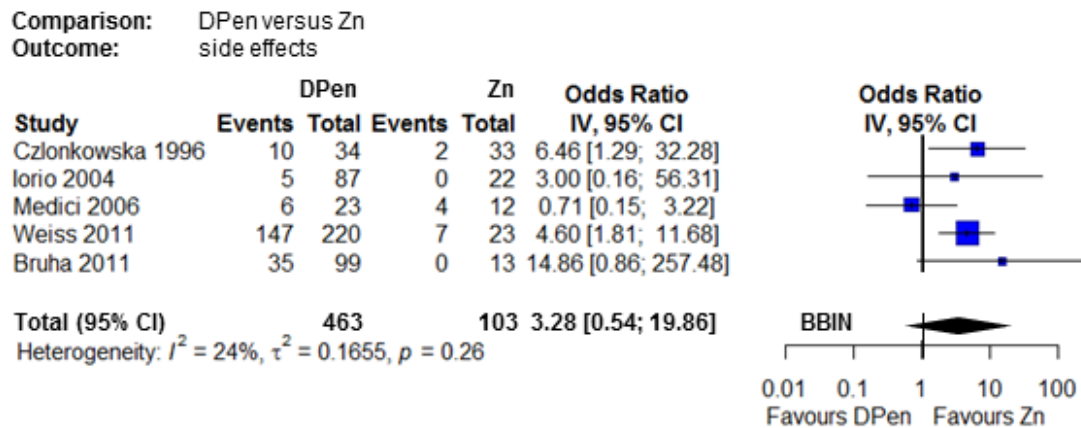 Comparison: DPen versus Zn
Outcome: side effects
DPen Zn Odds Ratio Odds Ratio
Study Events Total Events Total IV, 95% CI IV, 95% CI
Czlonkowska 1996 10 34 2 33 6.46 [1.29; 32.28]
Iorio 2004 5 87 0 22 3.00 [0.16; 56.31]
Medici 2006 6 23 4 12 0.71 [0.15; 3.22]
Weiss 2011 147 220 7 23 4.60 [1.81; 11.68]
Bruha 2011 35 99 0 13 14.86 [0.86; 257.48]
Total (95% CI) 463 103 3.28 [0.54; 19.86] BBIN
Heterogeneity: I² = 24%, τ² = 0.1655, p = 0.26
0.01 0.1 1 10 100
Favours DPen Favours Zn